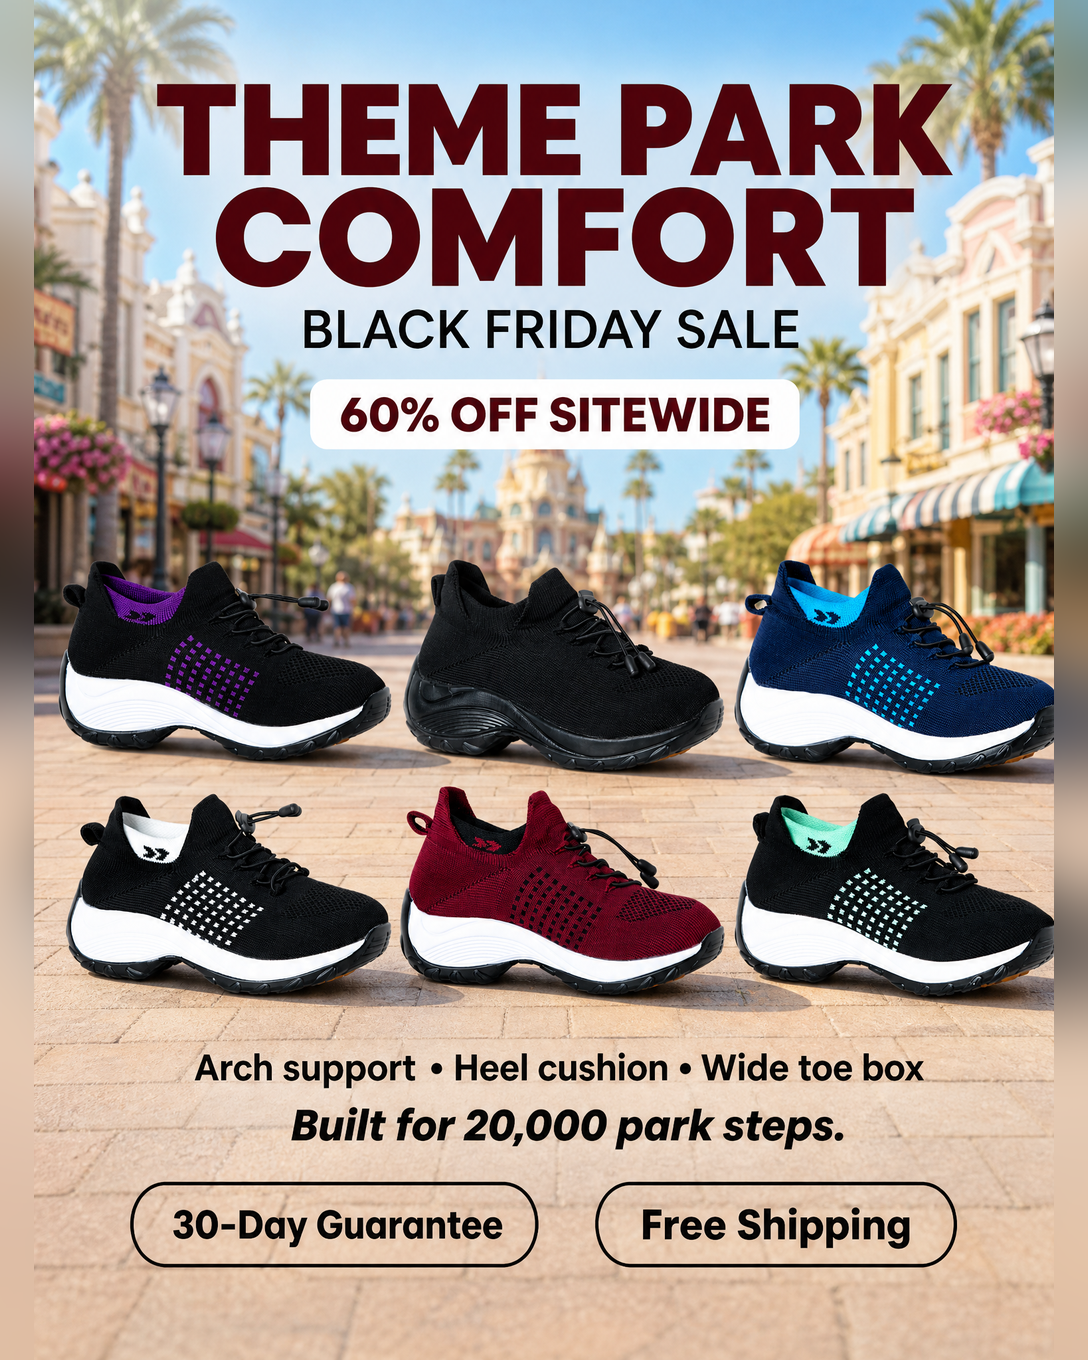 THEME PARK
COMFORT
BLACK FRIDAY SALE
60% OFF SITEWIDE
Arch support • Heel cushion • Wide toe box
Built for 20,000 park steps.
30-Day Guarantee
Free Shipping